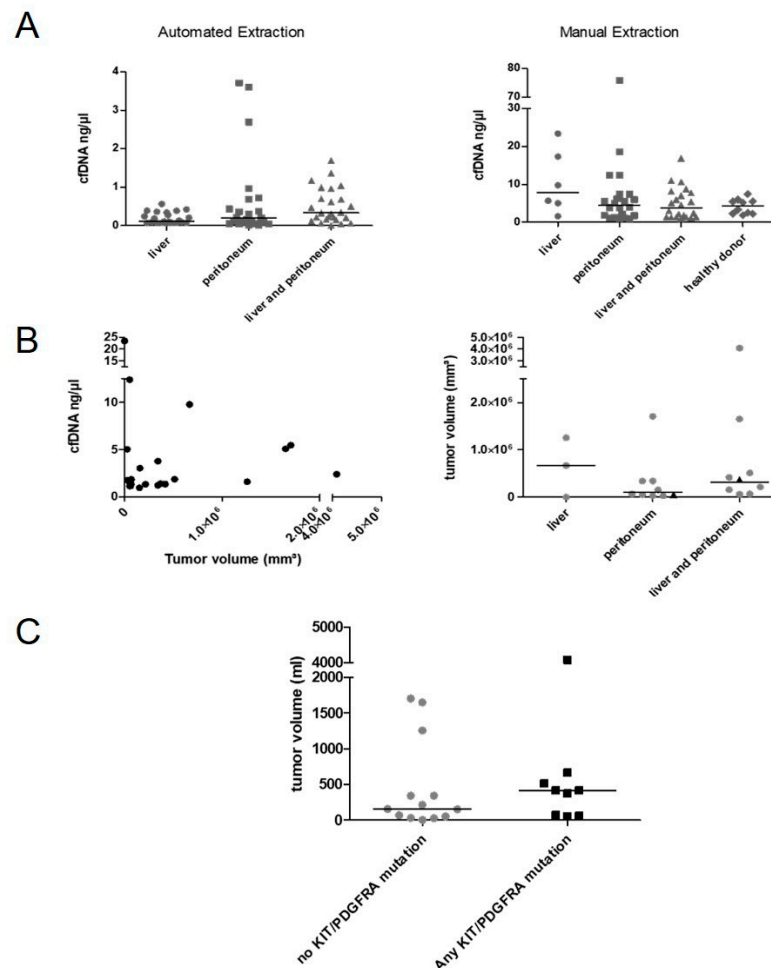 A
Automated Extraction
cfDNA ng/μl
4
3
2
1
0
liver
peritoneum
liver and peritoneum
Manual Extraction
cfDNA ng/μl
80
70
20
10
0
liver
peritoneum
liver and peritoneum
healthy donor
B
cfDNA ng/μl
25
20
15
10
5
0
0
1.0×10⁶
2.0×10⁶
4.0×10⁶
5.0×10⁶
Tumor volume (mm³)
tumor volume (mm³)
5.0×10⁶
4.0×10⁶
3.0×10⁶
2.0×10⁶
1.0×10⁶
0
liver
peritoneum
liver and peritoneum
C
tumor volume (ml)
5000
4000
2000
1500
1000
500
0
no KIT/PDGFRA mutation
Any KIT/PDGFRA mutation